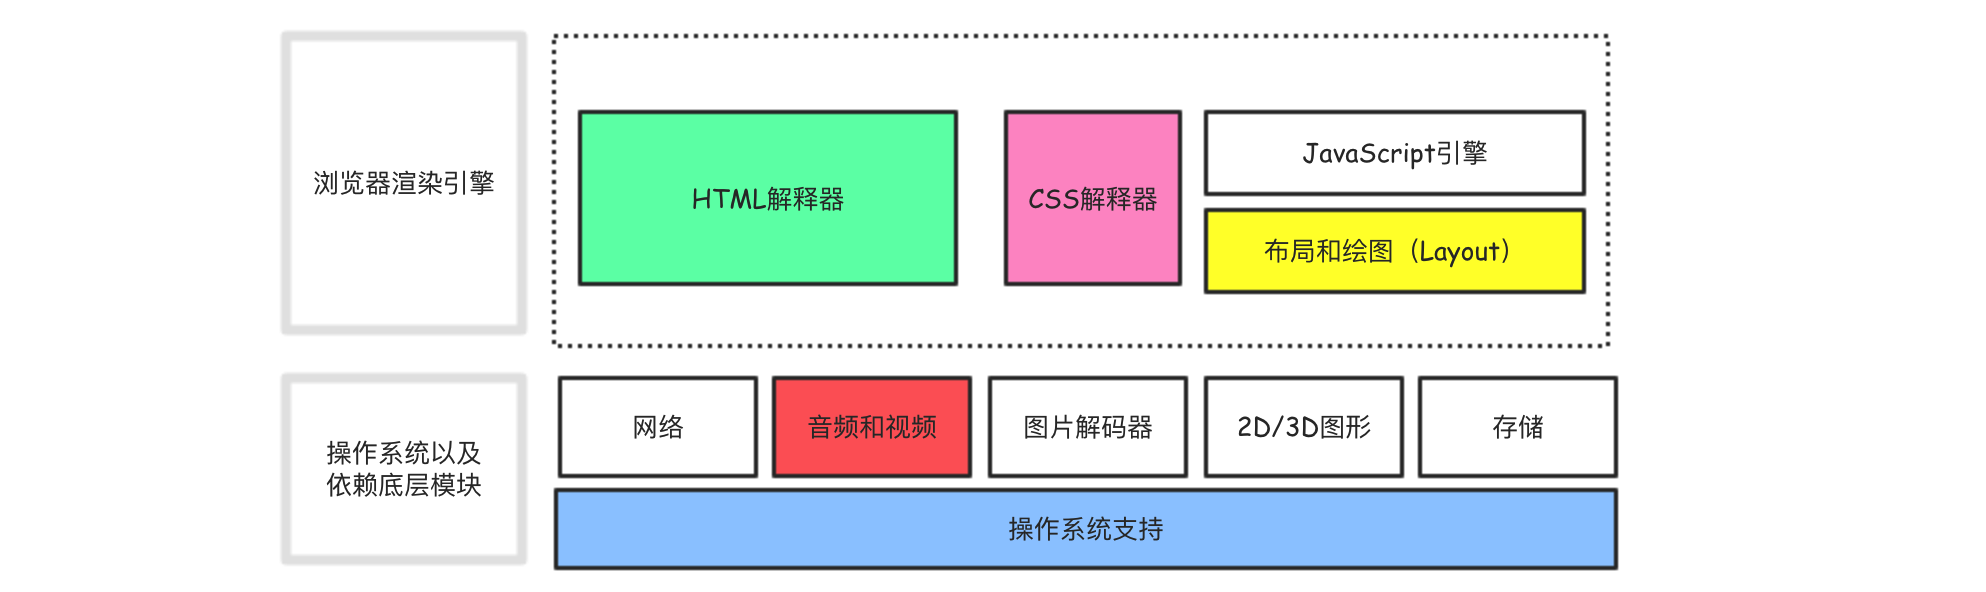 浏览器渲染引擎
HTML解释器
CSS解释器
JavaScript引擎
布局和绘图（Layout）
操作系统以及
依赖底层模块
网络
音频和视频
图片解码器
2D/3D图形
存储
操作系统支持